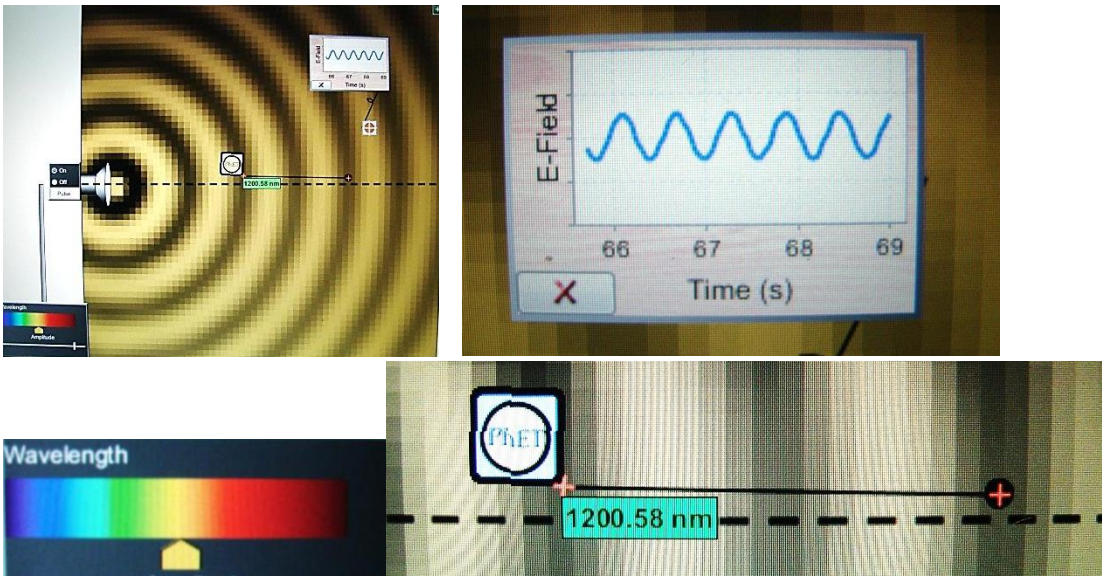 E-Field
66 67 68 69
Time (s)
X
On
Off
Pulse
PhET
1200.58 nm
Wavelength
Amplitude
E-Field
66 67 68 69
Time (s)
X
Wavelength
PhET
1200.58 nm